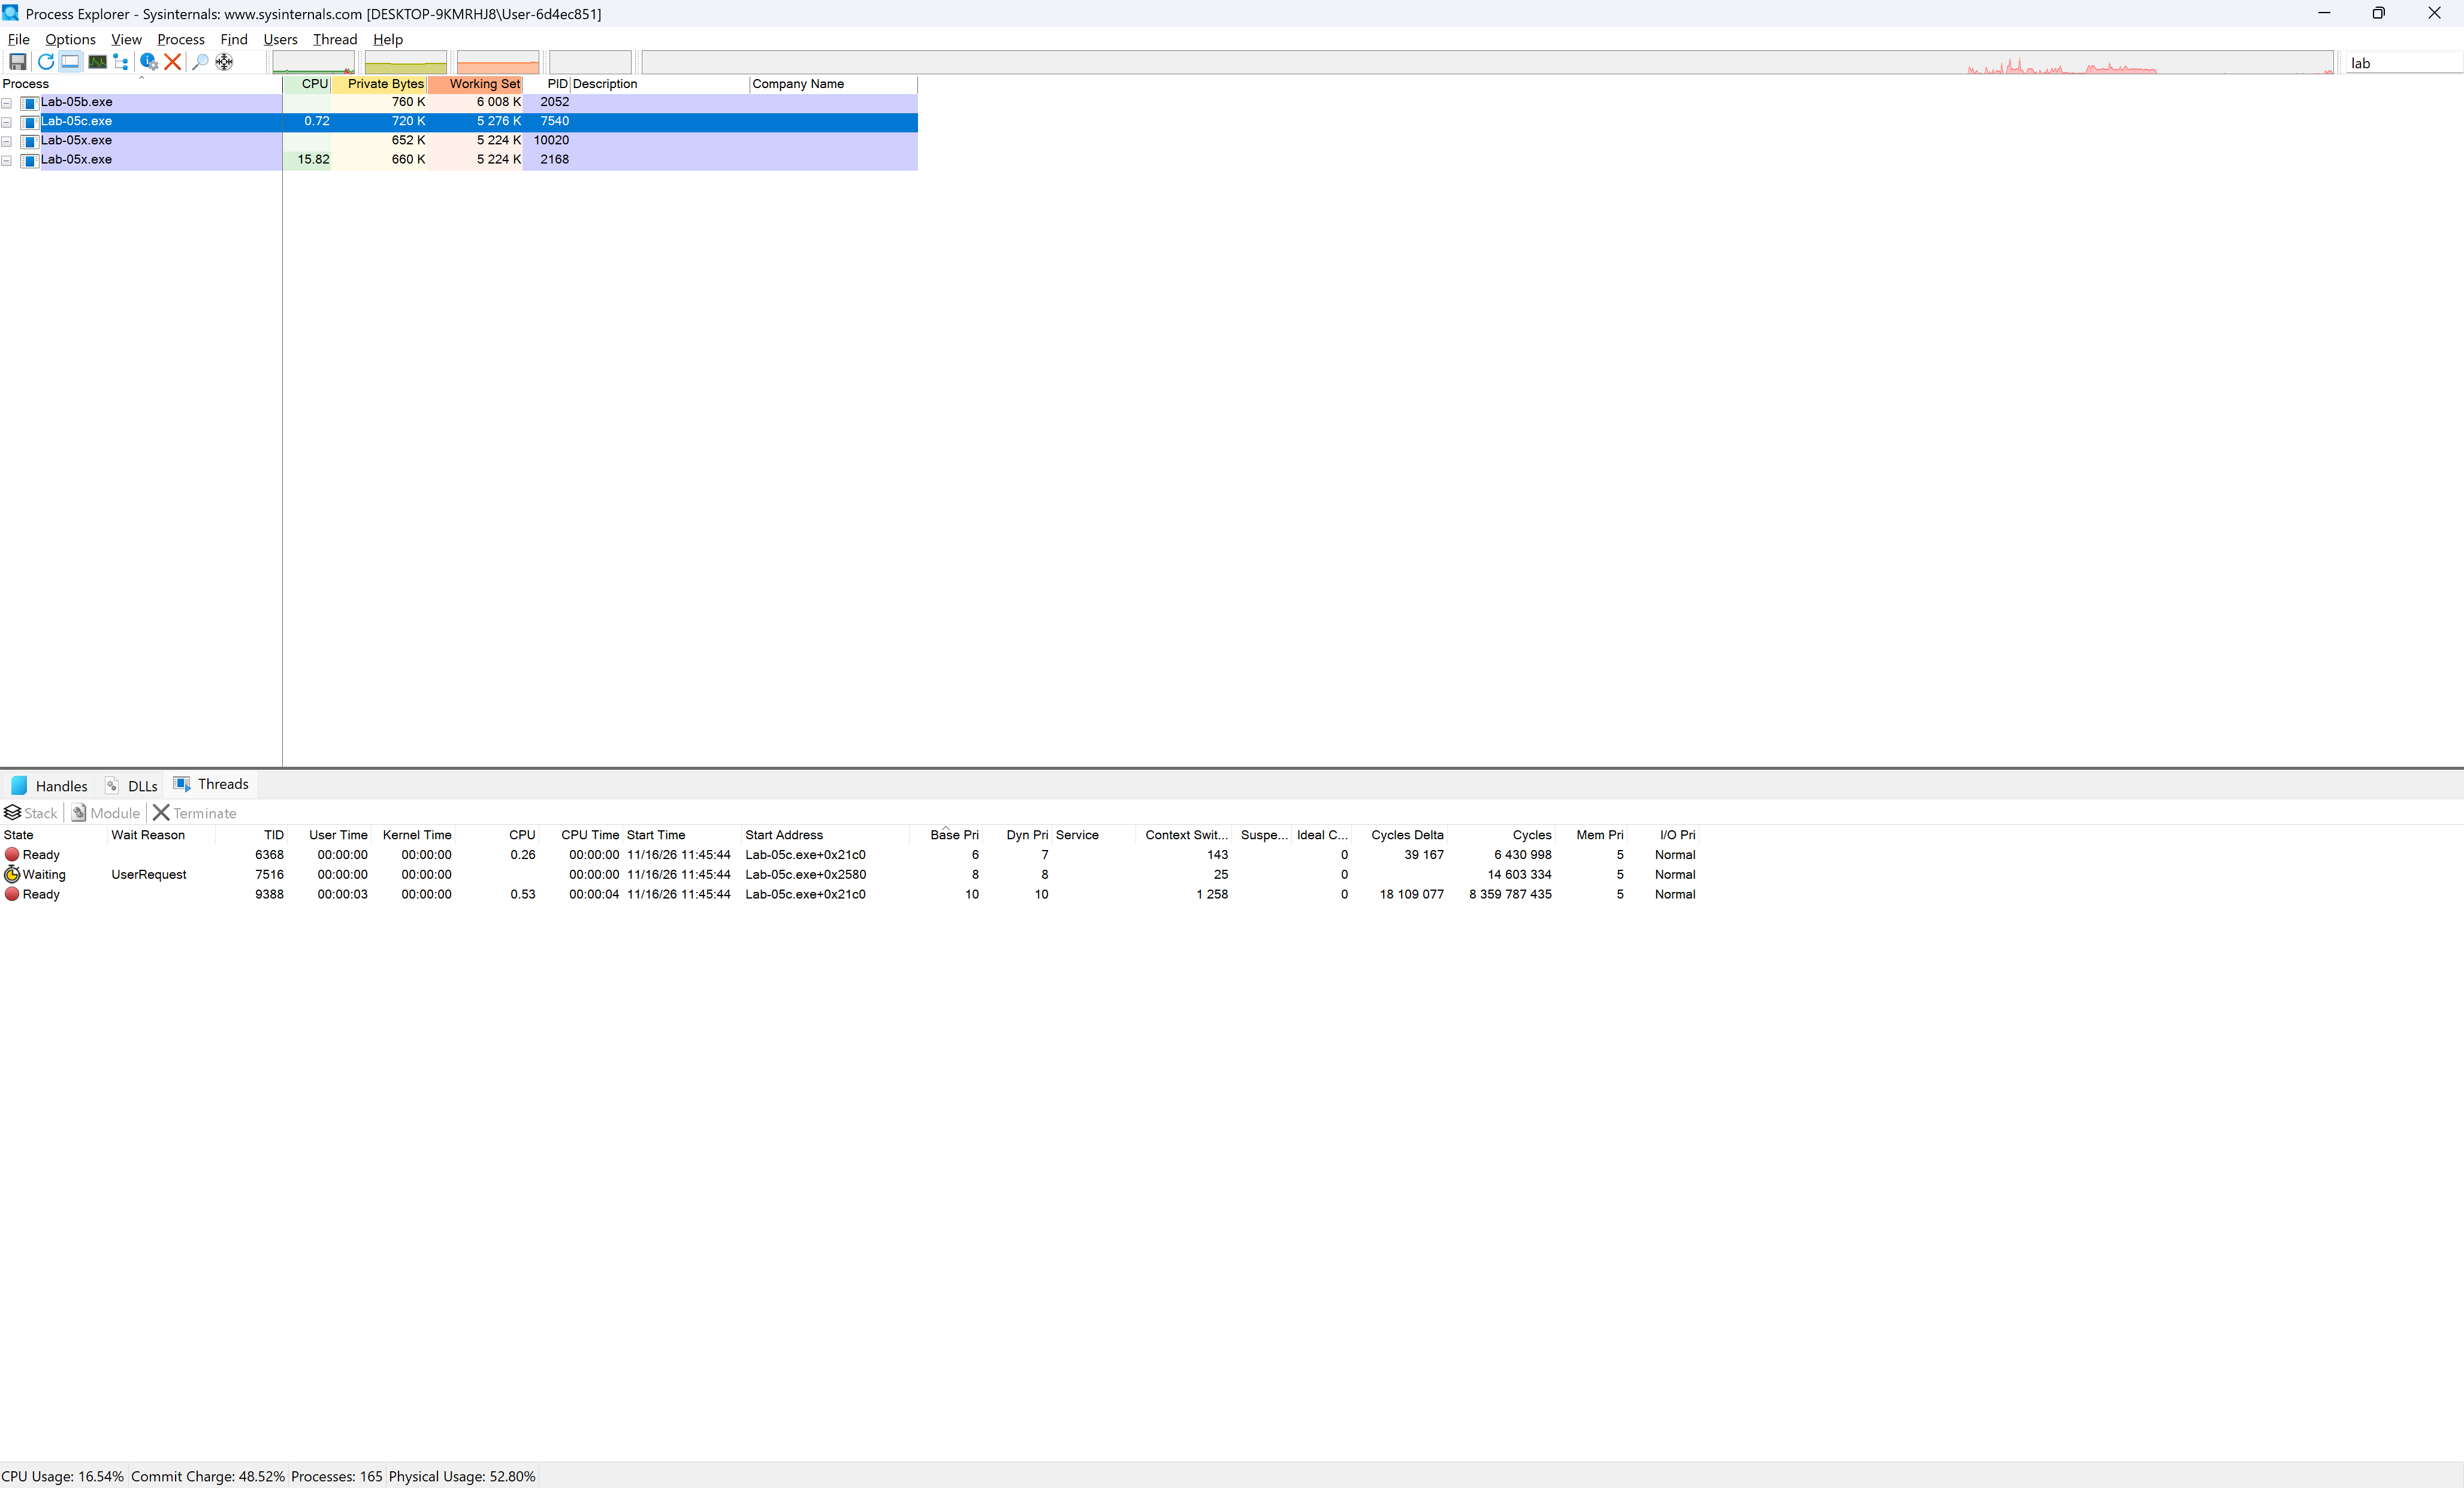 Process Explorer - Sysinternals: www.sysinternals.com [DESKTOP-9KMRHJ8\User-6d4ec851]
File Options View Process Find Users Thread Help
lab
Process CPU Private Bytes Working Set PID Description Company Name
Lab-05b.exe 760 K 6 008 K 2052
Lab-05c.exe 0.72 720 K 5 276 K 7540
Lab-05x.exe 652 K 5 224 K 10020
Lab-05x.exe 15.82 660 K 5 224 K 2168
Handles DLLs Threads
Stack Module Terminate
State Wait Reason TID User Time Kernel Time CPU CPU Time Start Time Start Address Base Pri Dyn Pri Service Context Swit... Suspe... Ideal C... Cycles Delta Cycles Mem Pri I/O Pri
Ready 6368 00:00:00 00:00:00 0.26 00:00:00 11/16/26 11:45:44 Lab-05c.exe+0x21c0 6 7 143 0 39 167 6 430 998 5 Normal
Waiting UserRequest 7516 00:00:00 00:00:00 00:00:00 11/16/26 11:45:44 Lab-05c.exe+0x2580 8 8 25 0 14 603 334 5 Normal
Ready 9388 00:00:03 00:00:00 0.53 00:00:04 11/16/26 11:45:44 Lab-05c.exe+0x21c0 10 10 1 258 0 18 109 077 8 359 787 435 5 Normal
CPU Usage: 16.54% Commit Charge: 48.52% Processes: 165 Physical Usage: 52.80%